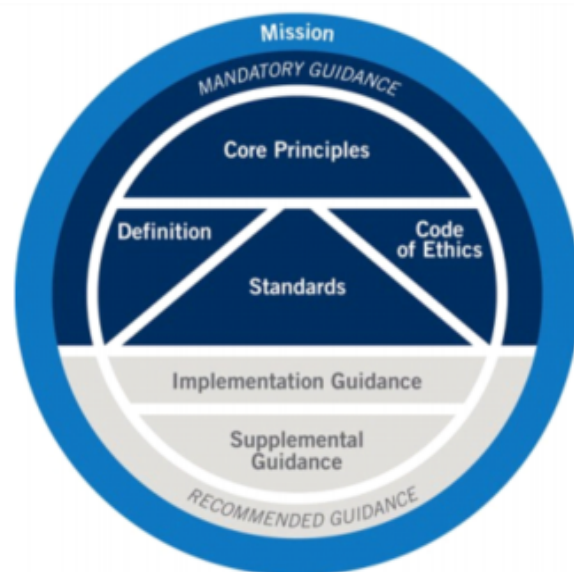 Mission
MANDATORY GUIDANCE
Core Principles
Definition
Code
of Ethics
Standards
Implementation Guidance
Supplemental
Guidance
RECOMMENDED GUIDANCE